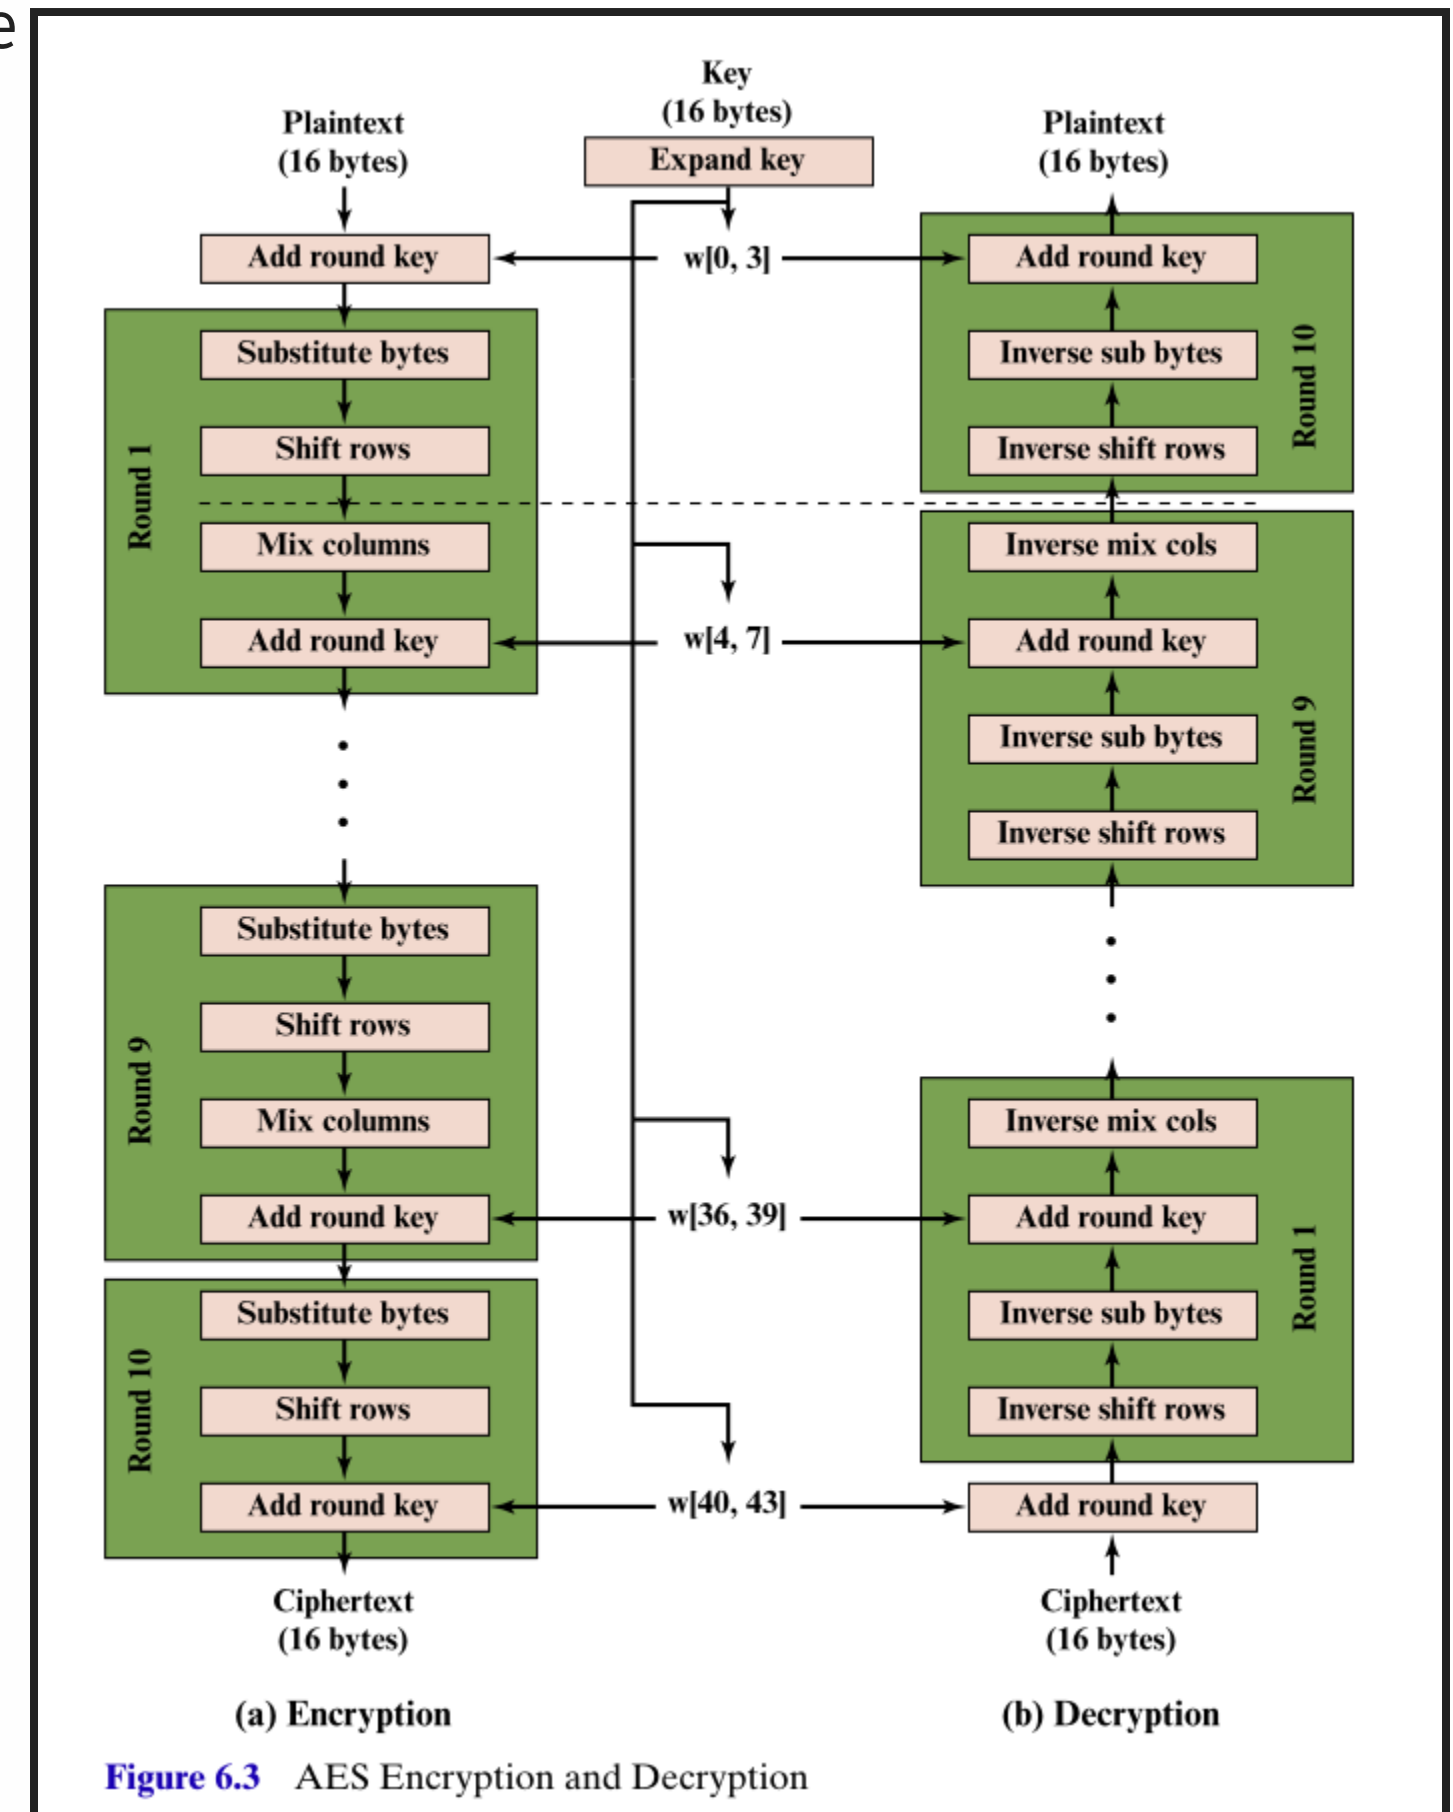 e
Key
(16 bytes)
Expand key
Plaintext
(16 bytes)
Add round key
Round 1
Substitute bytes
Shift rows
Mix columns
Add round key
Round 9
Substitute bytes
Shift rows
Mix columns
Add round key
Round 10
Substitute bytes
Shift rows
Add round key
Ciphertext
(16 bytes)
(a) Encryption
w[0, 3]
w[4, 7]
w[36, 39]
w[40, 43]
Plaintext
(16 bytes)
Add round key
Inverse sub bytes
Inverse shift rows
Round 10
Inverse mix cols
Add round key
Inverse sub bytes
Inverse shift rows
Round 9
Inverse mix cols
Add round key
Inverse sub bytes
Inverse shift rows
Round 1
Add round key
Ciphertext
(16 bytes)
(b) Decryption
Figure 6.3 AES Encryption and Decryption